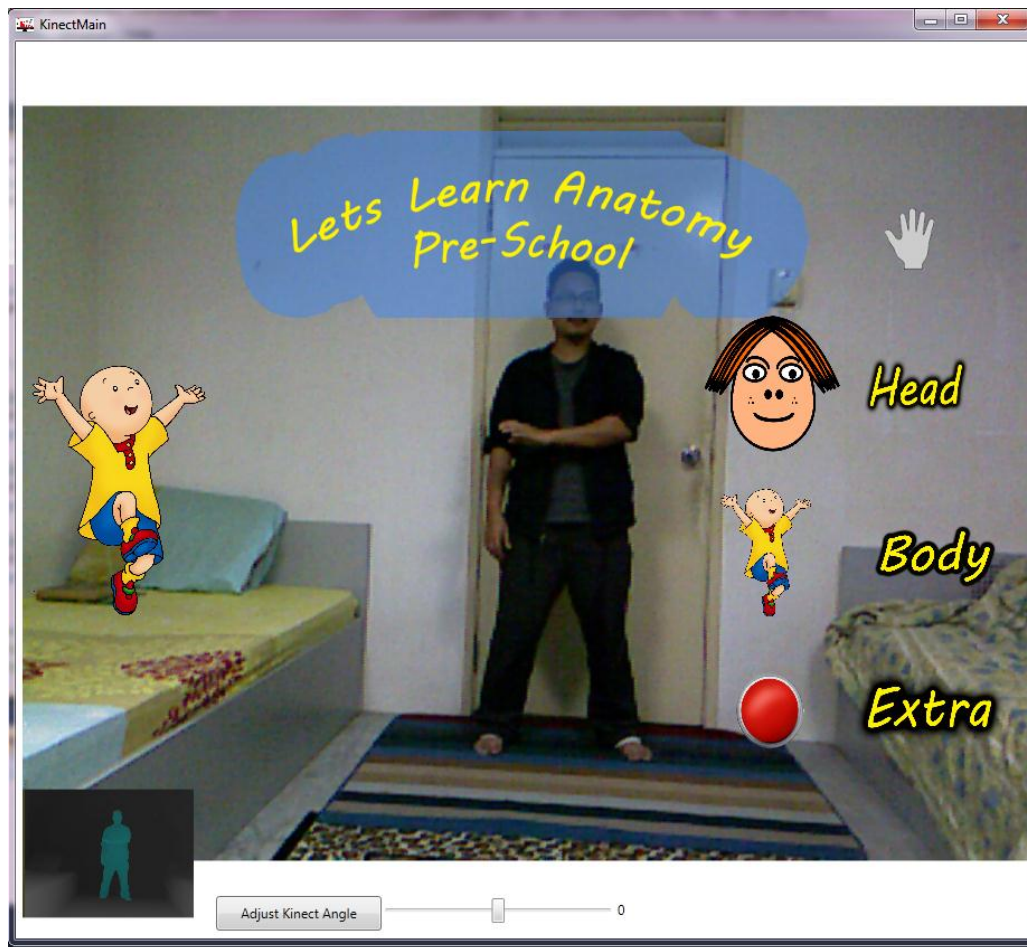 KinectMain
Lets Learn Anatomy
Pre-School
Head
Body
Extra
Adjust Kinect Angle
0